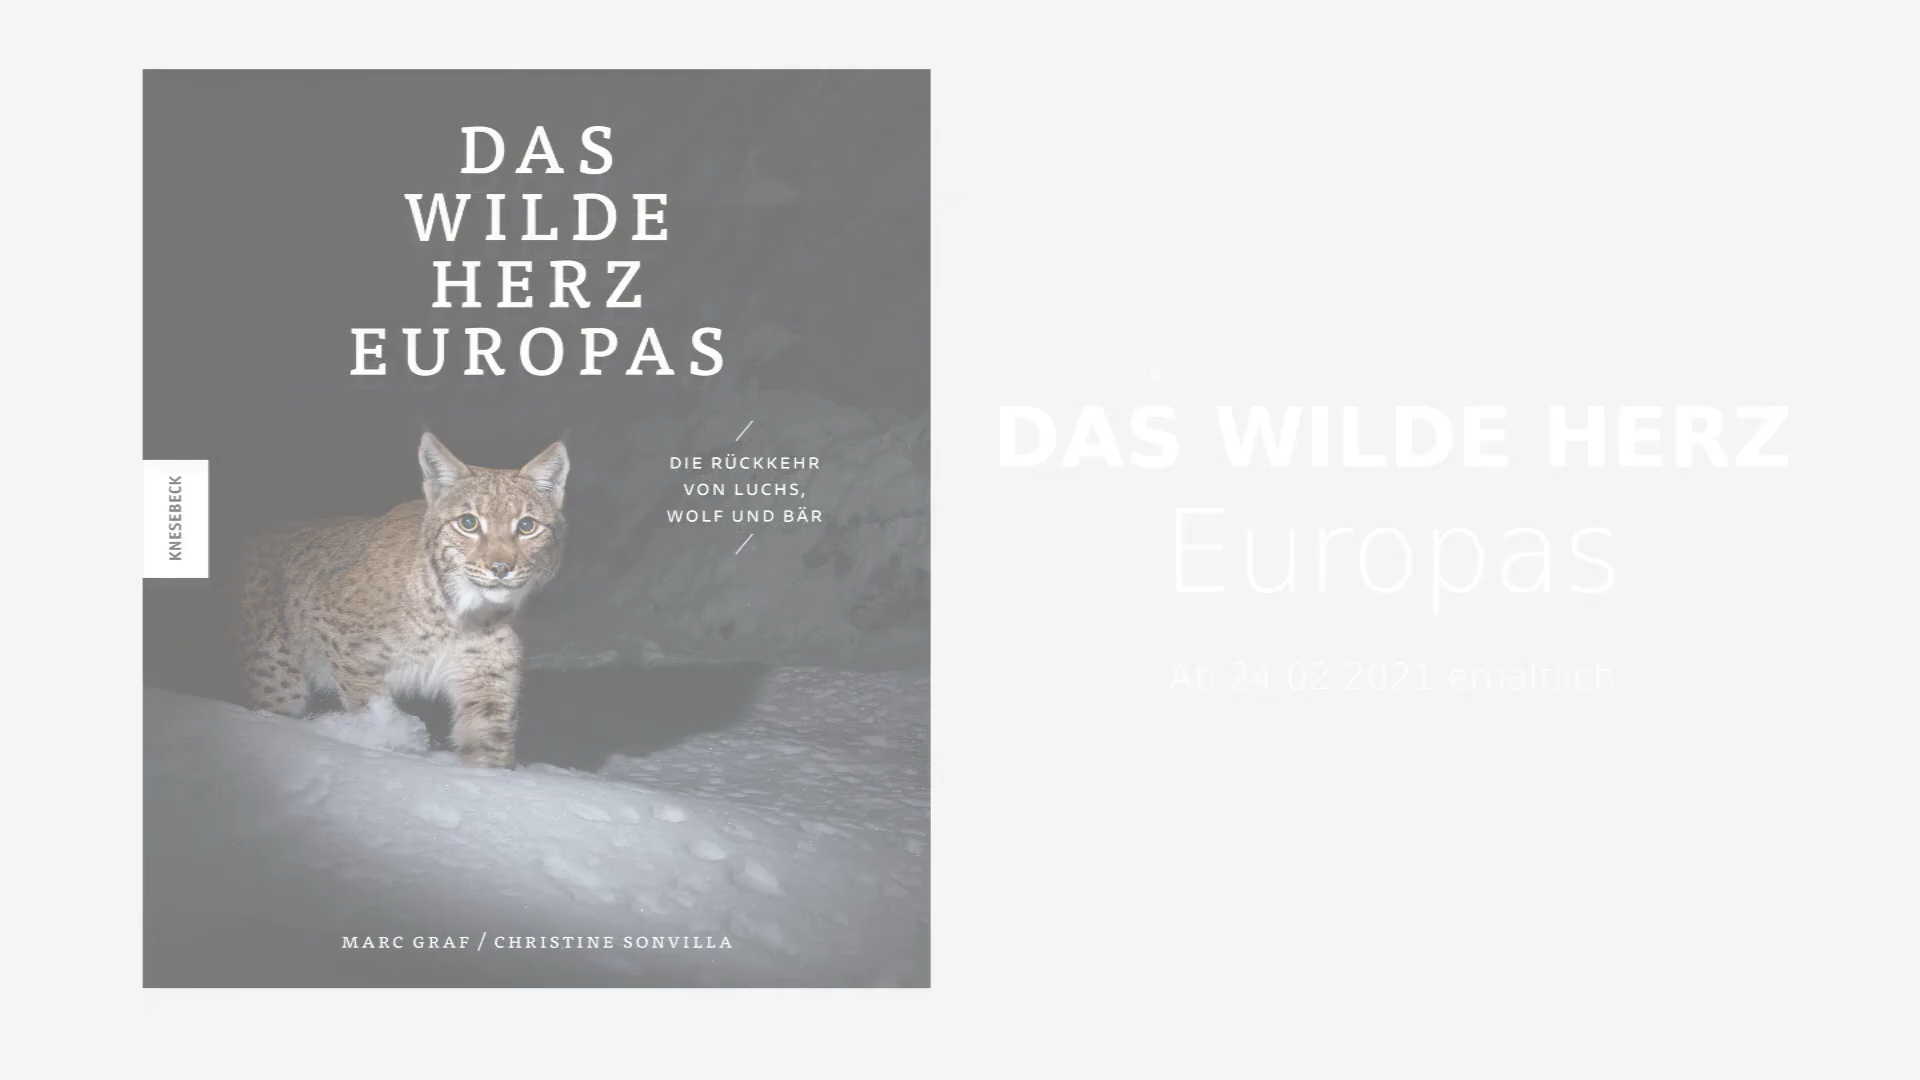 DAS
WILDE
HERZ
EUROPAS
DIE RÜCKKEHR
VON LUCHS,
WOLF UND BÄR
KNESEBECK
MARC GRAF / CHRISTINE SONVILLA
DAS WILDE HERZ
Europas
Ab 24 02 2021 erhältlich